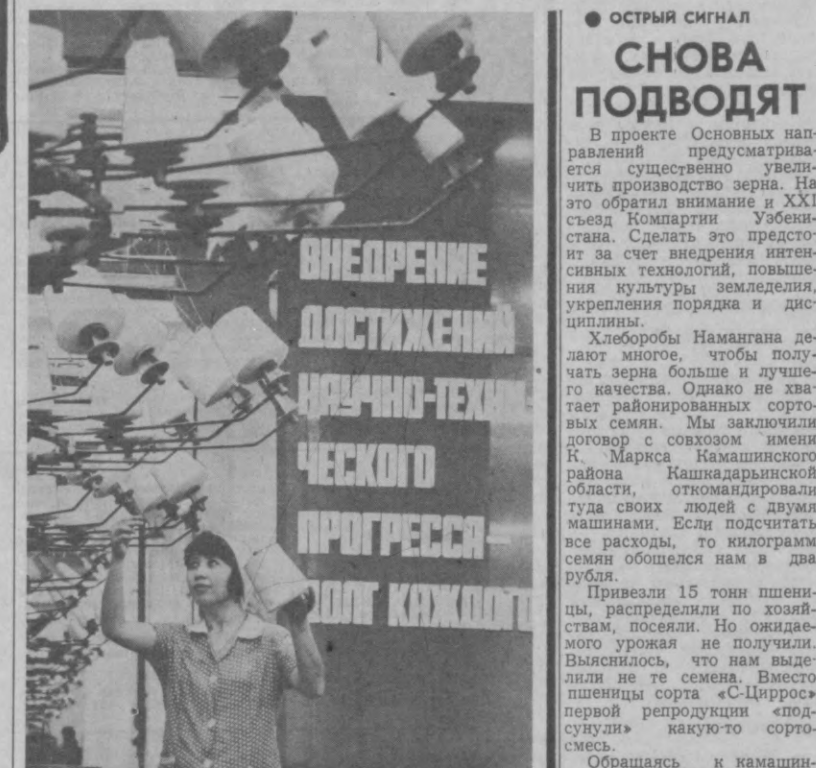 ВНЕДРЕНИЕ
ДОСТИЖЕНИЙ
НАУЧНО-ТЕХНИ-
ЧЕСКОГО
ПРОГРЕССА—
ДОЛГ КАЖДОГО
● ОСТРЫЙ СИГНАЛ
СНОВА
ПОДВОДЯТ
В проекте Основных нап-
равлений предусматрива-
ется существенно увели-
чить производство зерна. На
это обратил внимание и XXI
съезд Компартии Узбеки-
стана. Сделать это предсто-
ит за счет внедрения интен-
сивных технологий, повыше-
ния культуры земледелия,
укрепления порядка и дис-
циплины.
Хлеборобы Намангана де-
лают многое, чтобы полу-
чать зерна больше и лучше-
го качества. Однако не хва-
тает районированных сорто-
вых семян. Мы заключили
договор с совхозом имени
К. Маркса Камашинского
района Кашкадарьинской
области, откомандировали
туда своих людей с двумя
машинами. Если подсчитать
все расходы, то килограмм
семян обошелся нам в два
рубля.
Привезли 15 тонн пшени-
цы, распределили по хозяй-
ствам, посеяли. Но ожидае-
мого урожая не получили.
Выяснилось, что нам выде-
лили не те семена. Вместо
пшеницы сорта «С-Циррос»
первой репродукции «под-
сунули» какую-то сорто-
смесь.
Обращаясь к камашин-